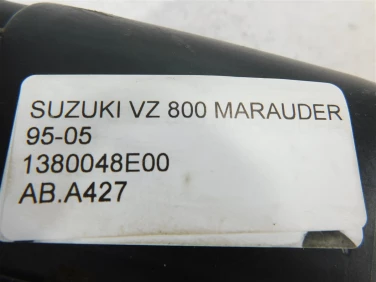 SUZUKI VZ 800 MARAUDER
95-05
1380048E00
AB.A427